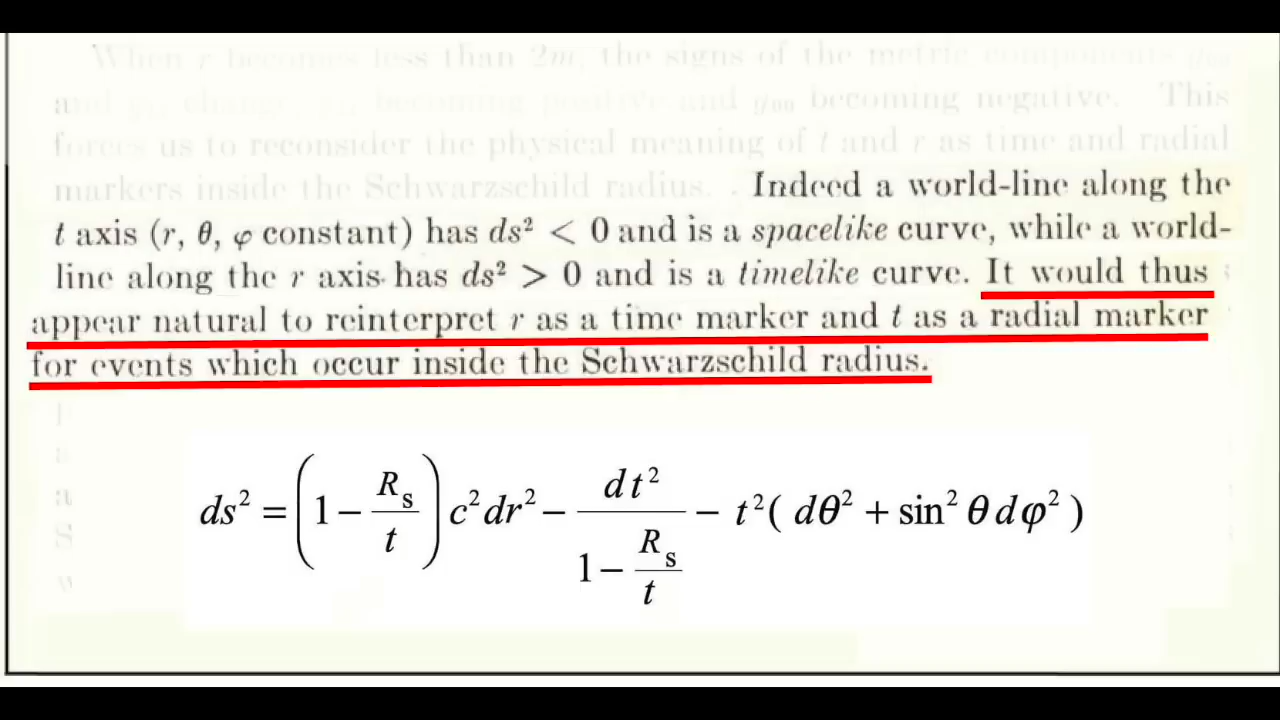 When r becomes less than 2m, the signs of the metric components
and change, becoming positive and g₀₀ becoming negative. This
forces us to reconsider the physical meaning of t and r as time and radial
markers inside the Schwarzschild radius. . Indeed a world-line along the
t axis (r, θ, φ constant) has ds² < 0 and is a spacelike curve, while a world-
line along the r axis has ds² > 0 and is a timelike curve. It would thus
appear natural to reinterpret r as a time marker and t as a radial marker
for events which occur inside the Schwarzschild radius.
ds² = (1 − Rs/t) c²dr² − dt²/(1 − Rs/t) − t²( dθ² + sin² θ dφ² )